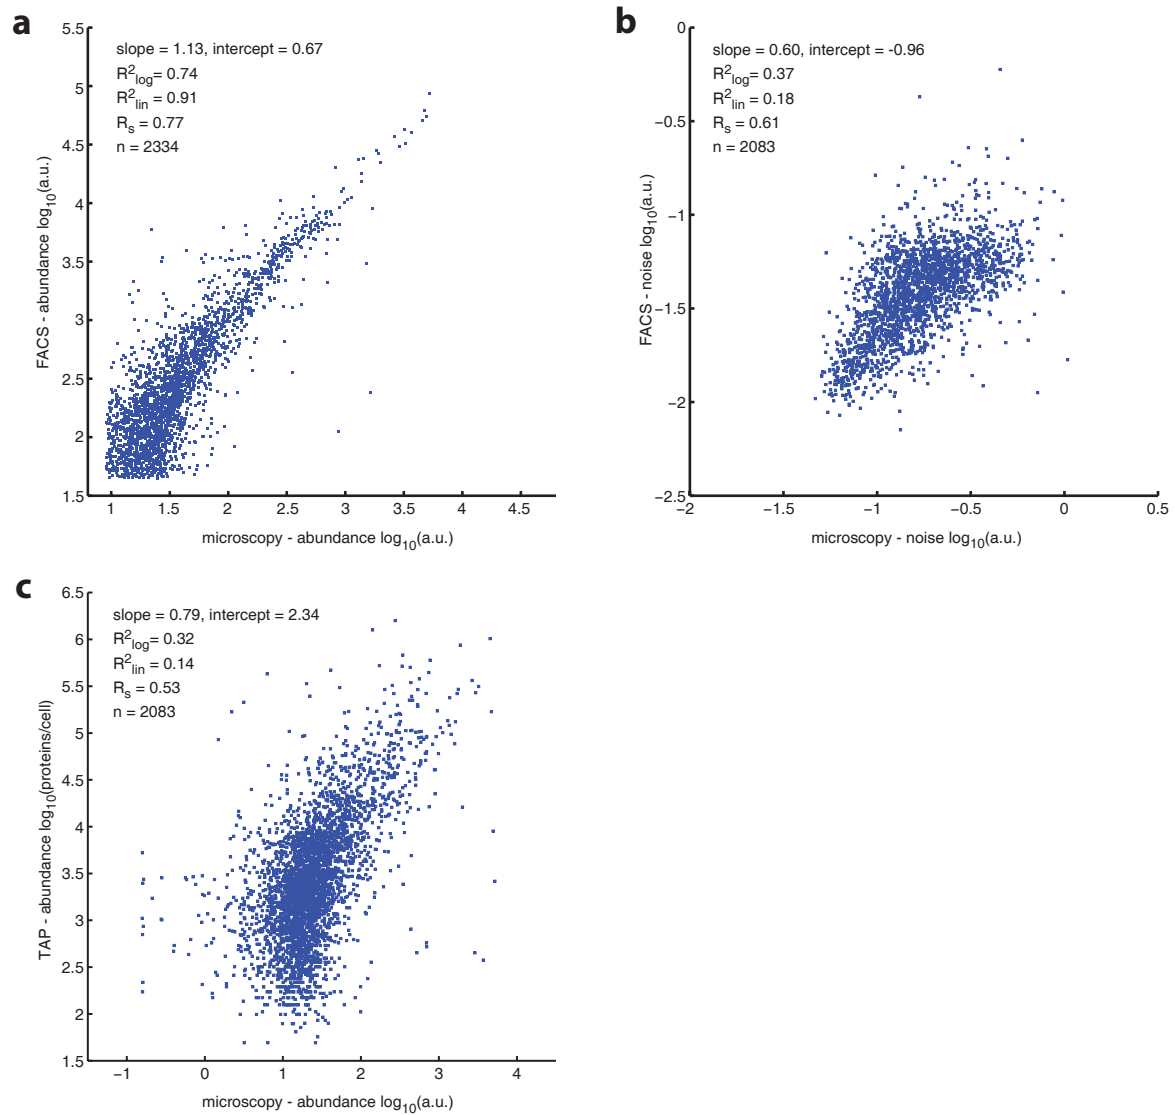 a
5.5
5
4.5
4
3.5
3
2.5
2
1.5
FACS - abundance log10(a.u.)
slope = 1.13, intercept = 0.67
R2log= 0.74
R2lin = 0.91
Rs = 0.77
n = 2334
1 1.5 2 2.5 3 3.5 4 4.5
microscopy - abundance log10(a.u.)
b
0
−0.5
−1
−1.5
−2
−2.5
FACS - noise log10(a.u.)
slope = 0.60, intercept = -0.96
R2log = 0.37
R2lin = 0.18
Rs = 0.61
n = 2083
−2 −1.5 −1 −0.5 0 0.5
microscopy - noise log10(a.u.)
c
6.5
6
5.5
5
4.5
4
3.5
3
2.5
2
1.5
TAP - abundance log10(proteins/cell)
slope = 0.79, intercept = 2.34
R2log= 0.32
R2lin = 0.14
Rs = 0.53
n = 2083
−1 0 1 2 3 4
microscopy - abundance log10(a.u.)